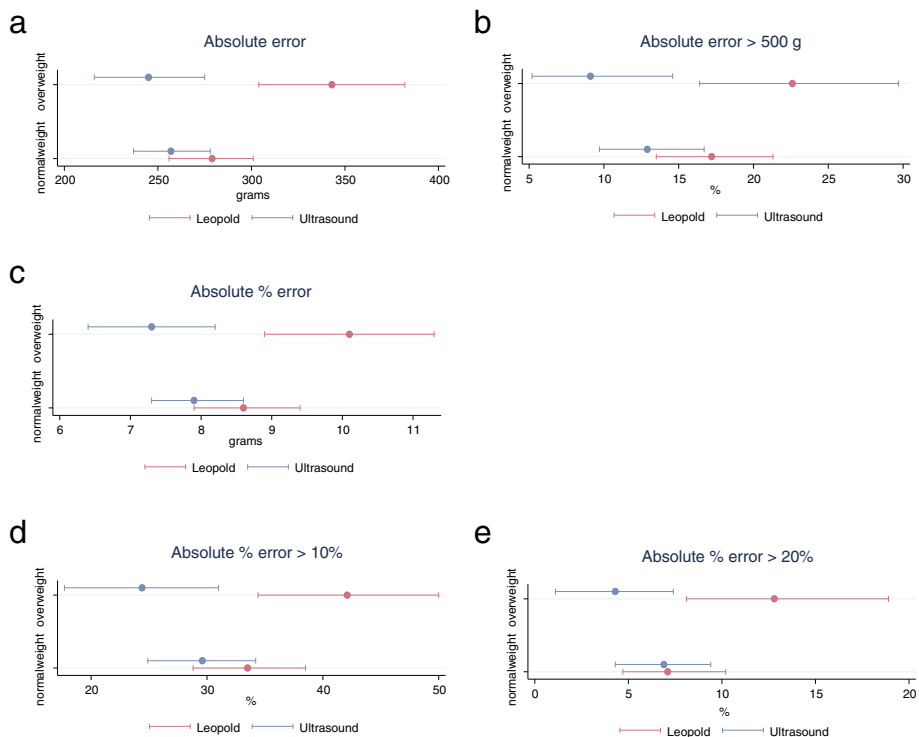 a
Absolute error
overweight
normalweight
200 250 300 350 400
grams
Leopold Ultrasound
b
Absolute error > 500 g
overweight
normalweight
5 10 15 20 25 30
%
Leopold Ultrasound
c
Absolute % error
overweight
normalweight
6 7 8 9 10 11
grams
Leopold Ultrasound
d
Absolute % error > 10%
overweight
normalweight
20 30 40 50
%
Leopold Ultrasound
e
Absolute % error > 20%
overweight
normalweight
0 5 10 15 20
%
Leopold Ultrasound